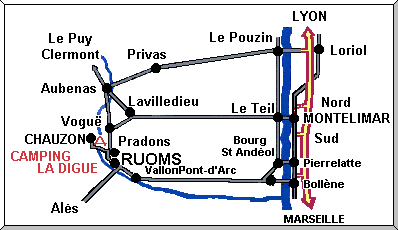 LYON
Le Puy
Clermont
Le Pouzin
Privas
Loriol
Aubenas
Lavilledieu
Nord
Le Teil
MONTELIMAR
Voguë
CHAUZON
Pradons
Bourg
St Andéol
Sud
CAMPING
LA DIGUE
RUOMS
Pierrelatte
VallonPont-d'Arc
Bollène
Alès
MARSEILLE